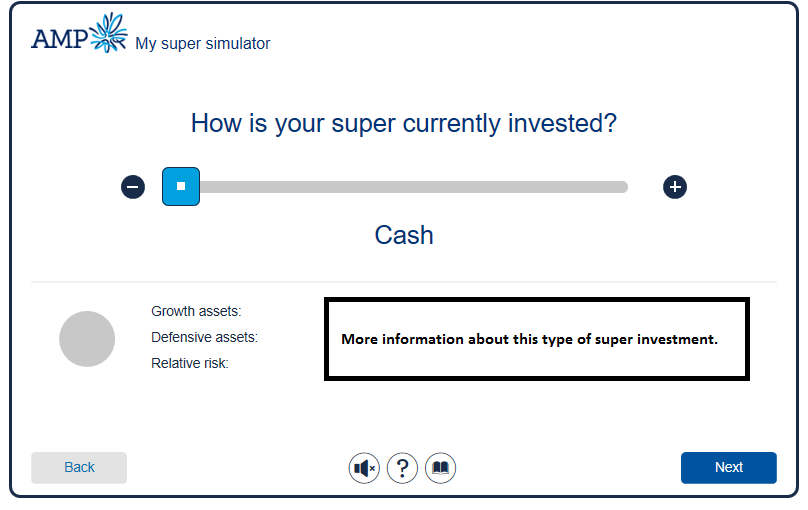 AMP My super simulator
How is your super currently invested?
Cash
Growth assets:
Defensive assets:
Relative risk:
More information about this type of super investment.
Back
?
Next